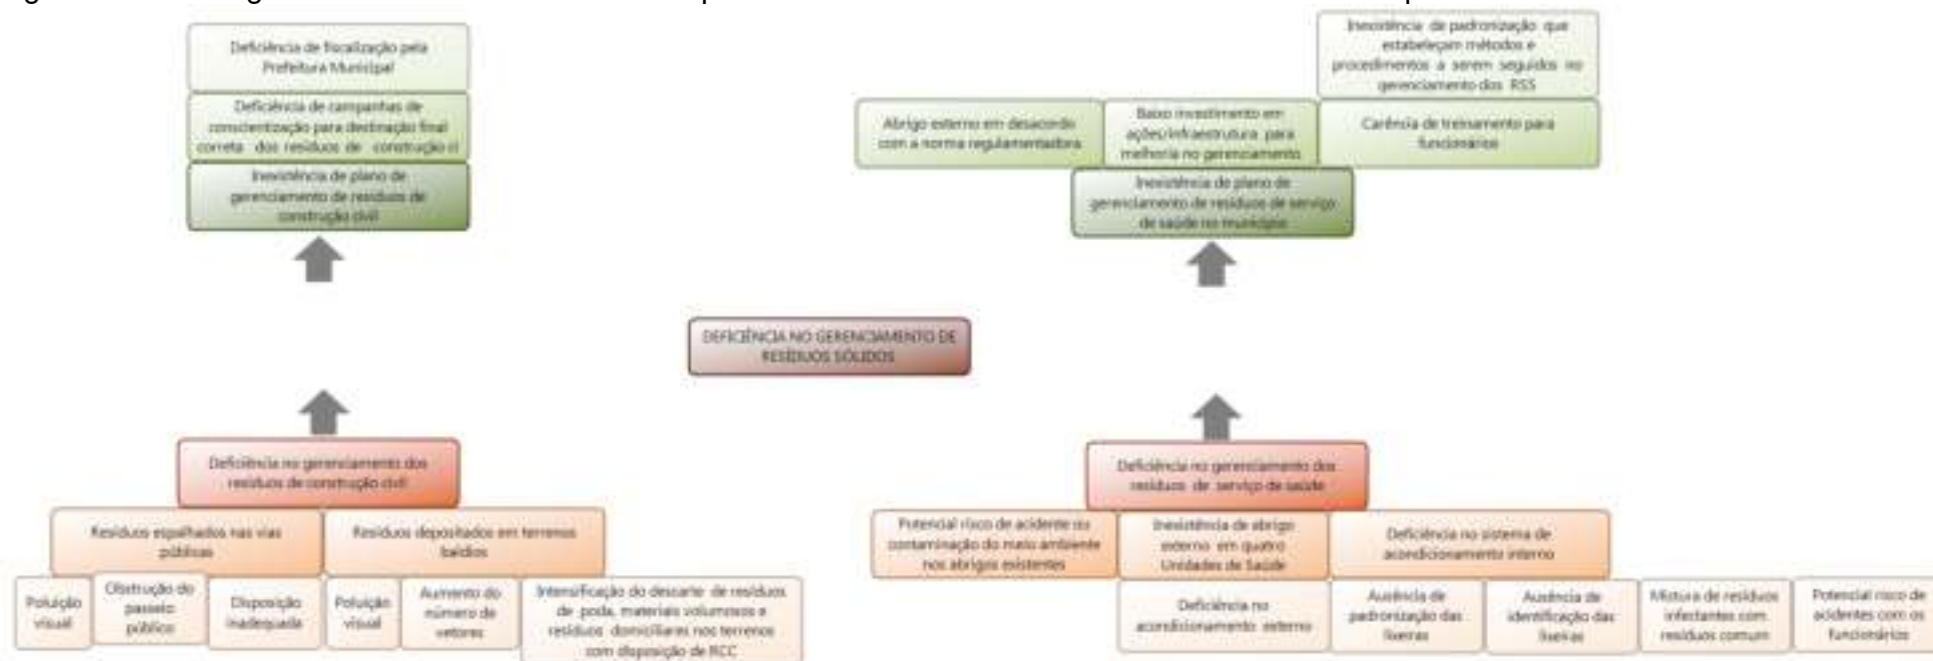 Deficiência de fiscalização pela
Prefeitura Municipal
Deficiência de campanhas de
conscientização para destinação final
correta dos resíduos de construção ci
Inexistência de plano de
gerenciamento de resíduos de
construção civil
Inexistência de padronização que
estabeleçam métodos e
procedimentos a serem seguidos no
gerenciamento dos RSS
Abrigo externo em desacordo
com a norma regulamentadora
Baixo investimento em
ações/infraestrutura para
melhoria no gerenciamento
Carência de treinamento para
funcionários
Inexistência de plano de
gerenciamento de resíduos de serviço
de saúde no município
DEFICIÊNCIA NO GERENCIAMENTO DE
RESÍDUOS SÓLIDOS
Deficiência no gerenciamento dos
resíduos de construção civil
Resíduos espalhados nas vias
públicas
Resíduos depositados em terrenos
baldios
Poluição
visual
Obstrução do
passeio
público
Disposição
inadequada
Poluição
visual
Aumento do
número de
vetores
Intensificação do descarte de resíduos
de poda, materiais volumosos e
resíduos domiciliares nos terrenos
com disposição de RCC
Deficiência no gerenciamento dos
resíduos de serviço de saúde
Potencial risco de acidente ou
contaminação do meio ambiente
nos abrigos existentes
Inexistência de abrigo
externo em quatro
Unidades de Saúde
Deficiência no sistema de
acondicionamento interno
Deficiência no
acondicionamento externo
Ausência de
padronização das
lixeiras
Ausência de
identificação das
lixeiras
Mistura de resíduos
infectantes com
resíduos comum
Potencial risco de
acidentes com os
funcionários